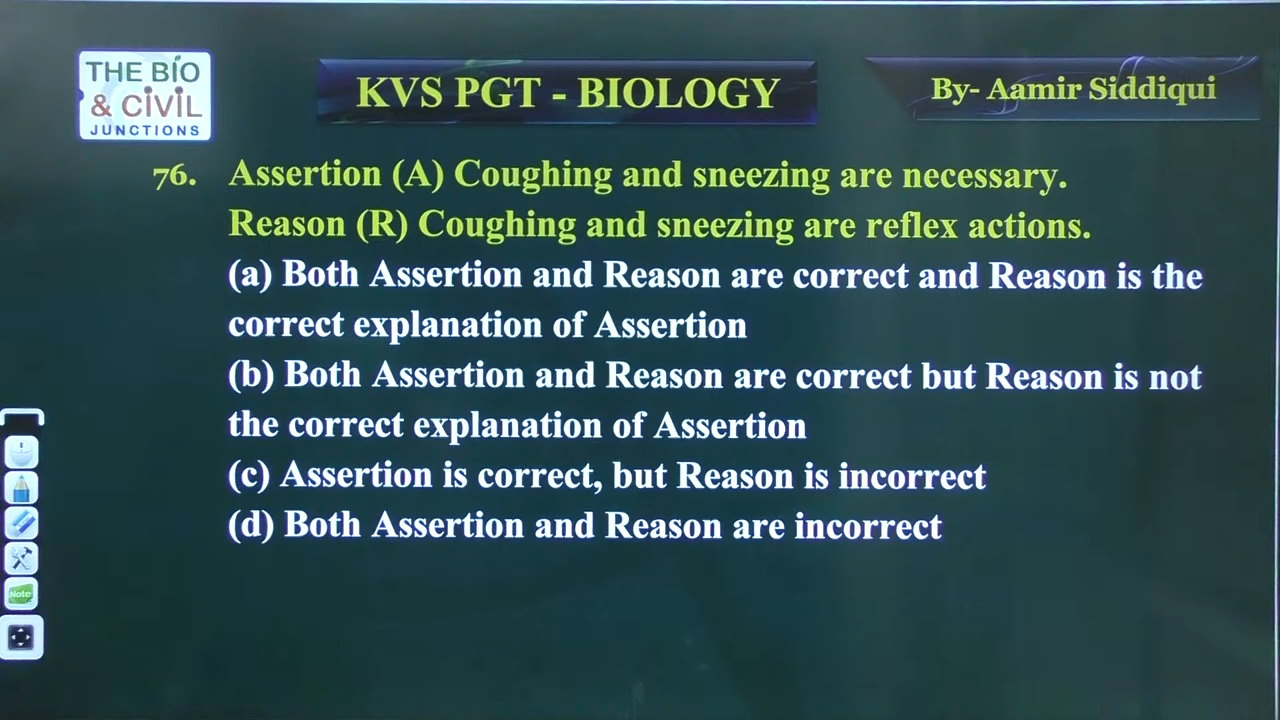 THE BIO
& CIVIL
JUNCTIONS
KVS PGT - BIOLOGY
By- Aamir Siddiqui
76. Assertion (A) Coughing and sneezing are necessary.
Reason (R) Coughing and sneezing are reflex actions.
(a) Both Assertion and Reason are correct and Reason is the
correct explanation of Assertion
(b) Both Assertion and Reason are correct but Reason is not
the correct explanation of Assertion
(c) Assertion is correct, but Reason is incorrect
(d) Both Assertion and Reason are incorrect
Note